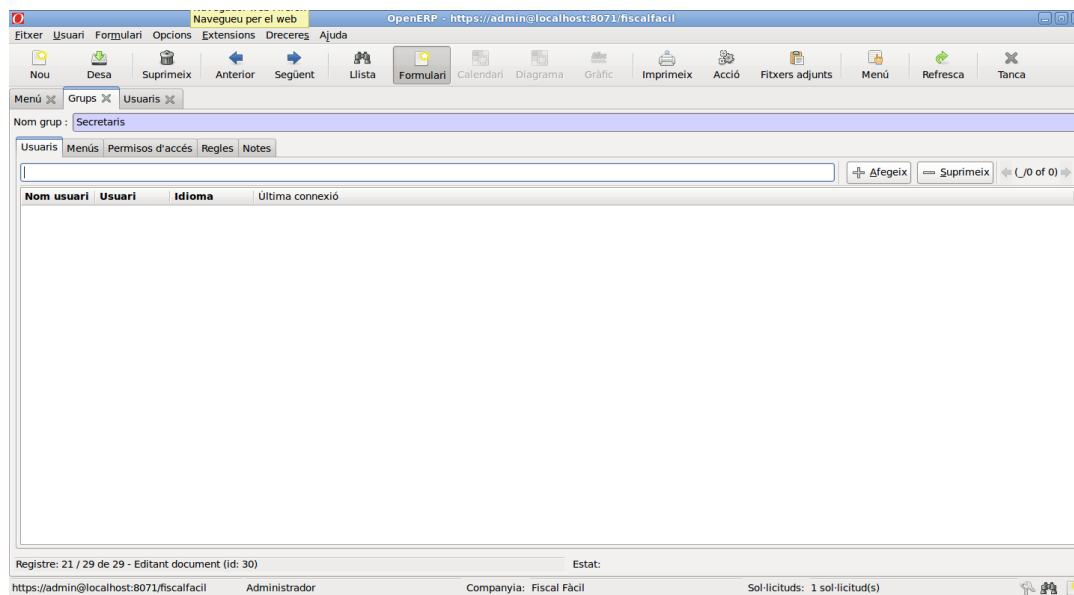 Navegueu per el web
OpenERP - https://admin@localhost:8071/fiscalfacil
Fitxer Usuari Formulari Opcions Extensions Dreceres Ajuda
Nou Desa Suprimeix Anterior Següent Llista Formulari Calendari Diagrama Gràfic Imprimeix Acció Fitxers adjunts Menú Refresca Tanca
Menú Grups Usuaris
Nom grup : Secretaris
Usuaris Menús Permisos d'accés Regles Notes
Afegeix Suprimeix (_/0 of 0)
Nom usuari Usuari Idioma Última connexió
Registre: 21 / 29 de 29 - Editant document (id: 30) Estat:
https://admin@localhost:8071/fiscalfacil Administrador Companyia: Fiscal Fàcil Sol·licituds: 1 sol·licitud(s)